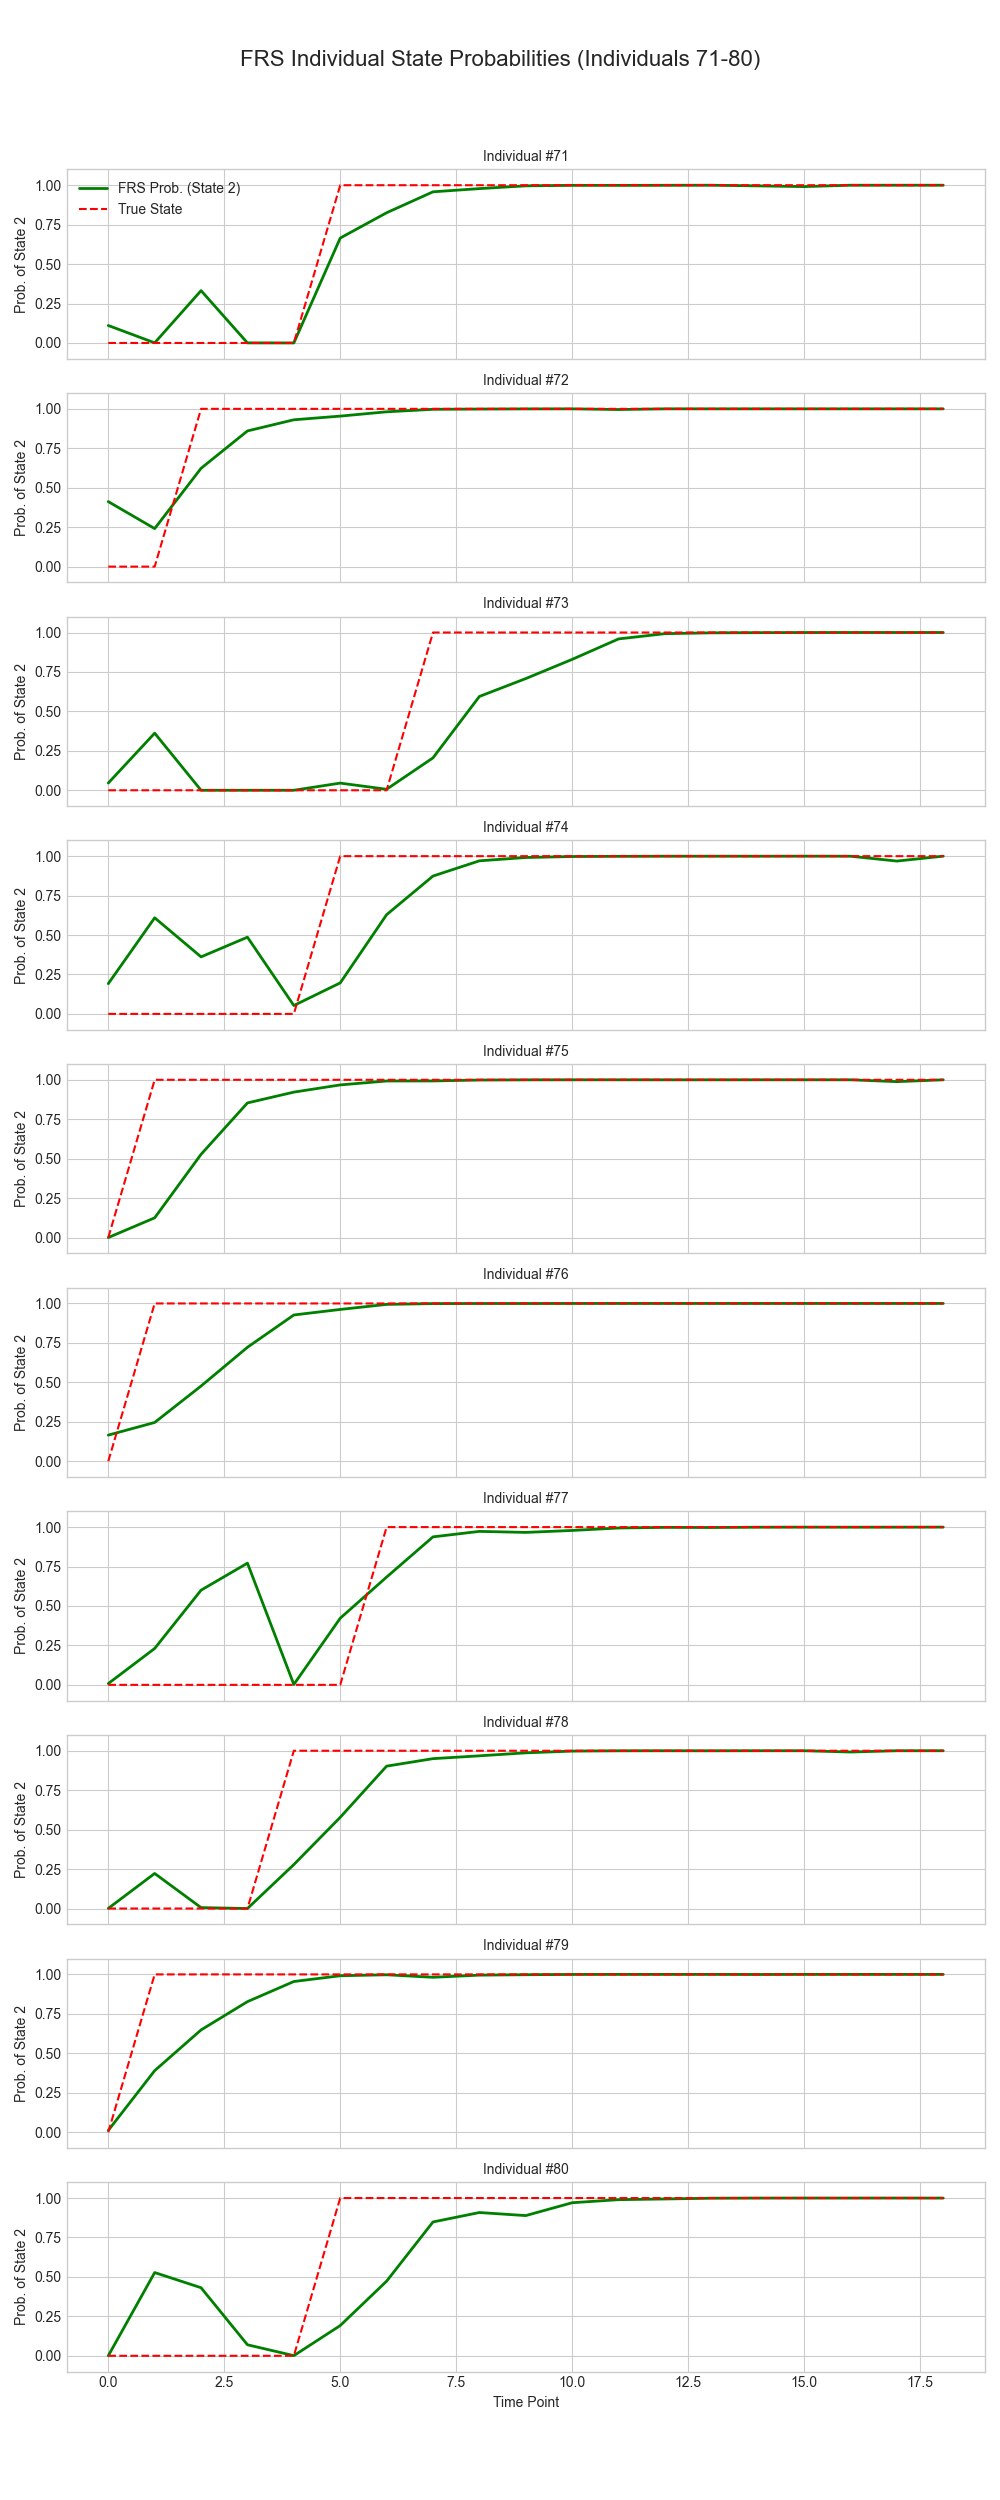 FRS Individual State Probabilities (Individuals 71-80)
Individual #71
1.00
0.75
0.50
0.25
0.00
Prob. of State 2
FRS Prob. (State 2)
True State
Individual #72
1.00
0.75
0.50
0.25
0.00
Prob. of State 2
Individual #73
1.00
0.75
0.50
0.25
0.00
Prob. of State 2
Individual #74
1.00
0.75
0.50
0.25
0.00
Prob. of State 2
Individual #75
1.00
0.75
0.50
0.25
0.00
Prob. of State 2
Individual #76
1.00
0.75
0.50
0.25
0.00
Prob. of State 2
Individual #77
1.00
0.75
0.50
0.25
0.00
Prob. of State 2
Individual #78
1.00
0.75
0.50
0.25
0.00
Prob. of State 2
Individual #79
1.00
0.75
0.50
0.25
0.00
Prob. of State 2
Individual #80
1.00
0.75
0.50
0.25
0.00
Prob. of State 2
0.0 2.5 5.0 7.5 10.0 12.5 15.0 17.5
Time Point